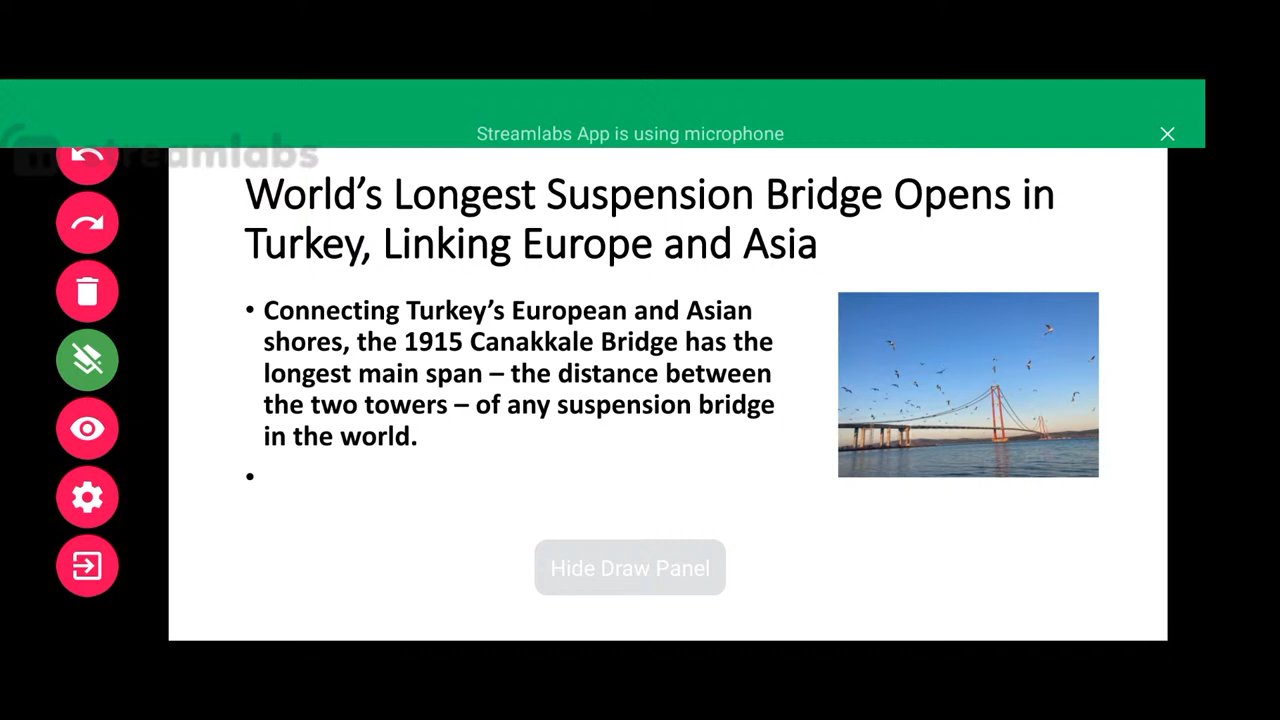 Streamlabs App is using microphone
streamlabs
World's Longest Suspension Bridge Opens in
Turkey, Linking Europe and Asia
• Connecting Turkey's European and Asian
shores, the 1915 Canakkale Bridge has the
longest main span – the distance between
the two towers – of any suspension bridge
in the world.
•
Hide Draw Panel